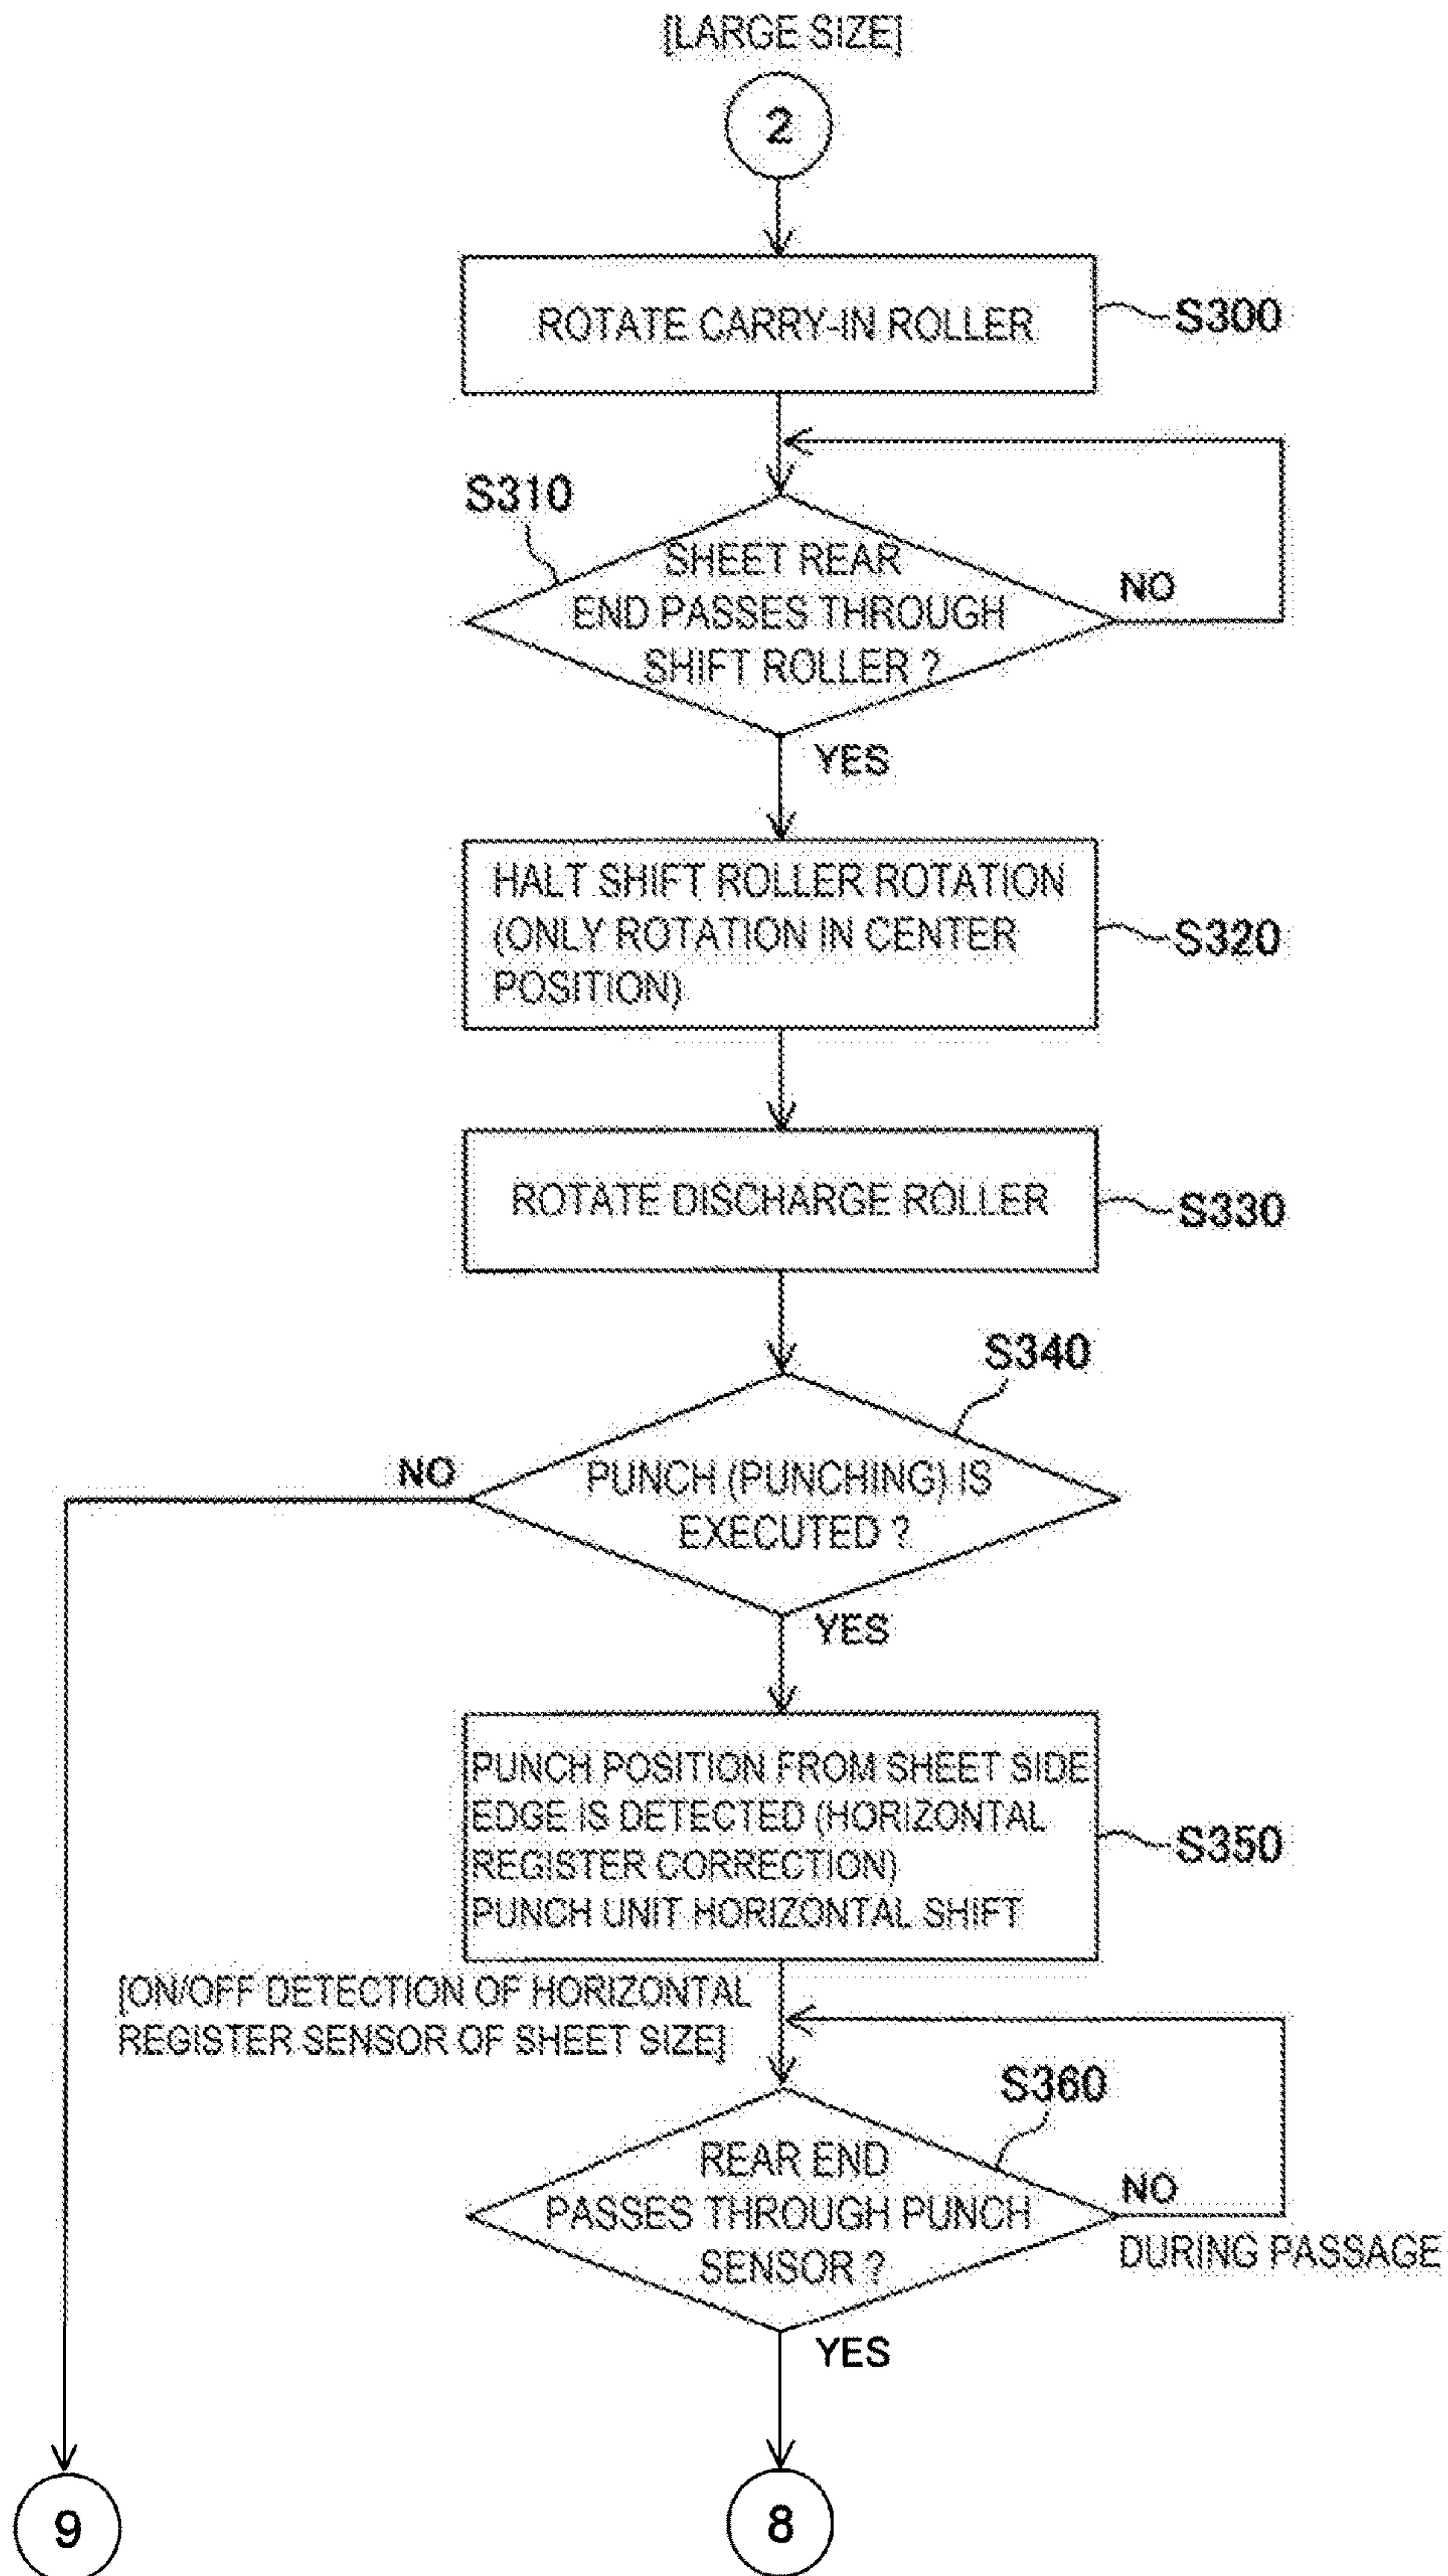 [LARGE SIZE]
2
ROTATE CARRY-IN ROLLER
S300
S310
SHEET REAR
END PASSES THROUGH
SHIFT ROLLER ?
NO
YES
HALT SHIFT ROLLER ROTATION
(ONLY ROTATION IN CENTER
POSITION)
S320
ROTATE DISCHARGE ROLLER
S330
S340
NO
PUNCH (PUNCHING) IS
EXECUTED ?
YES
PUNCH POSITION FROM SHEET SIDE
EDGE IS DETECTED (HORIZONTAL
REGISTER CORRECTION)
PUNCH UNIT HORIZONTAL SHIFT
S350
[ON/OFF DETECTION OF HORIZONTAL
REGISTER SENSOR OF SHEET SIZE]
S360
REAR END
PASSES THROUGH PUNCH
SENSOR ?
NO
DURING PASSAGE
YES
9
8